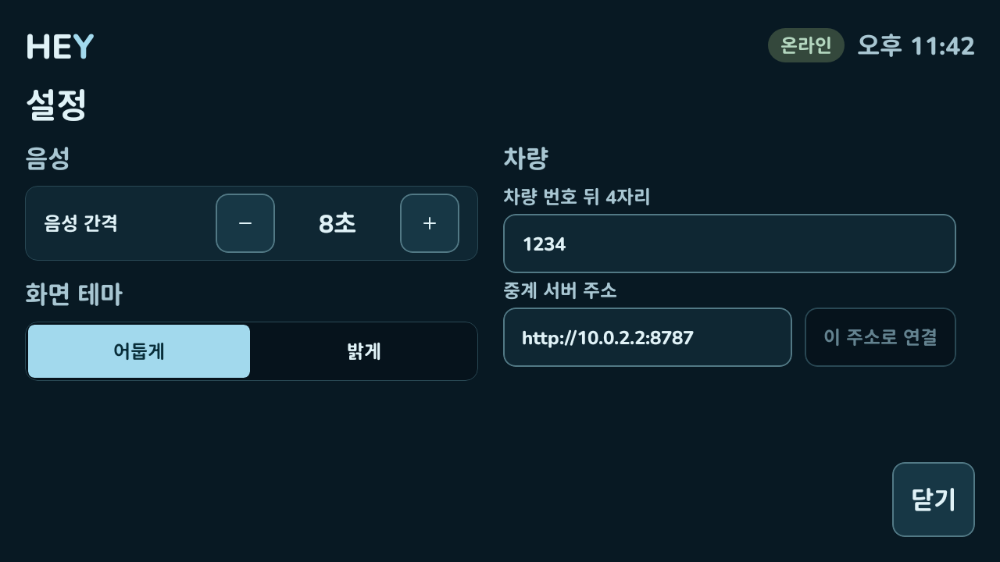 HEY
온라인 오후 11:42
설정
음성
음성 간격 − 8초 +
화면 테마
어둡게 밝게
차량
차량 번호 뒤 4자리
1234
중계 서버 주소
http://10.0.2.2:8787 이 주소로 연결
닫기